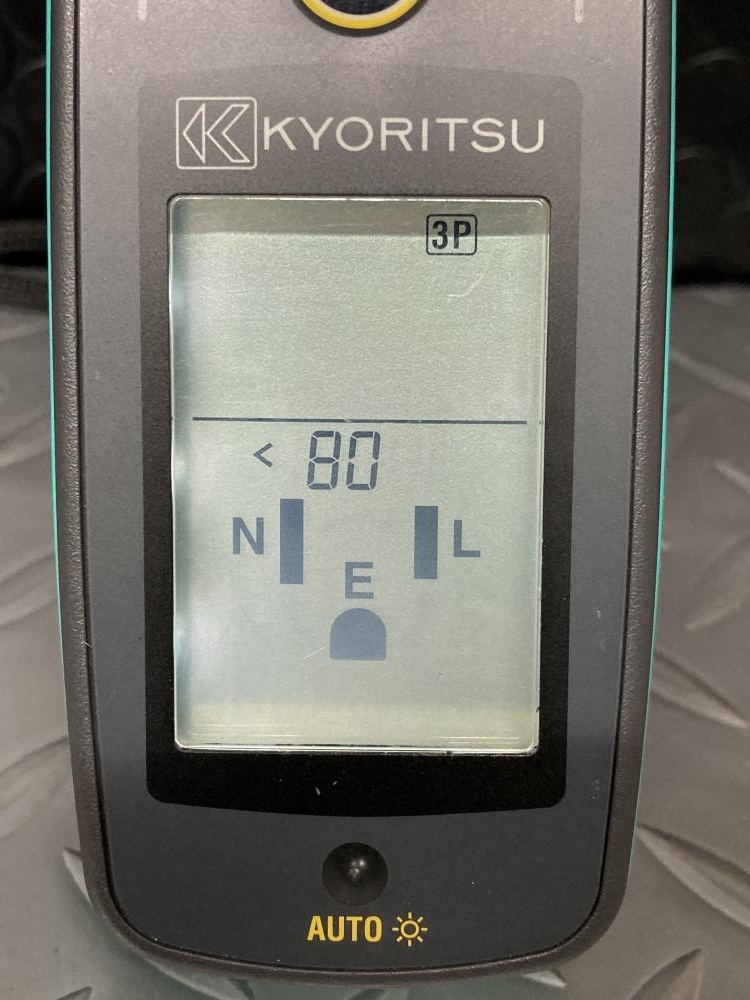 KYORITSU
3P
< 80
N L
E
AUTO